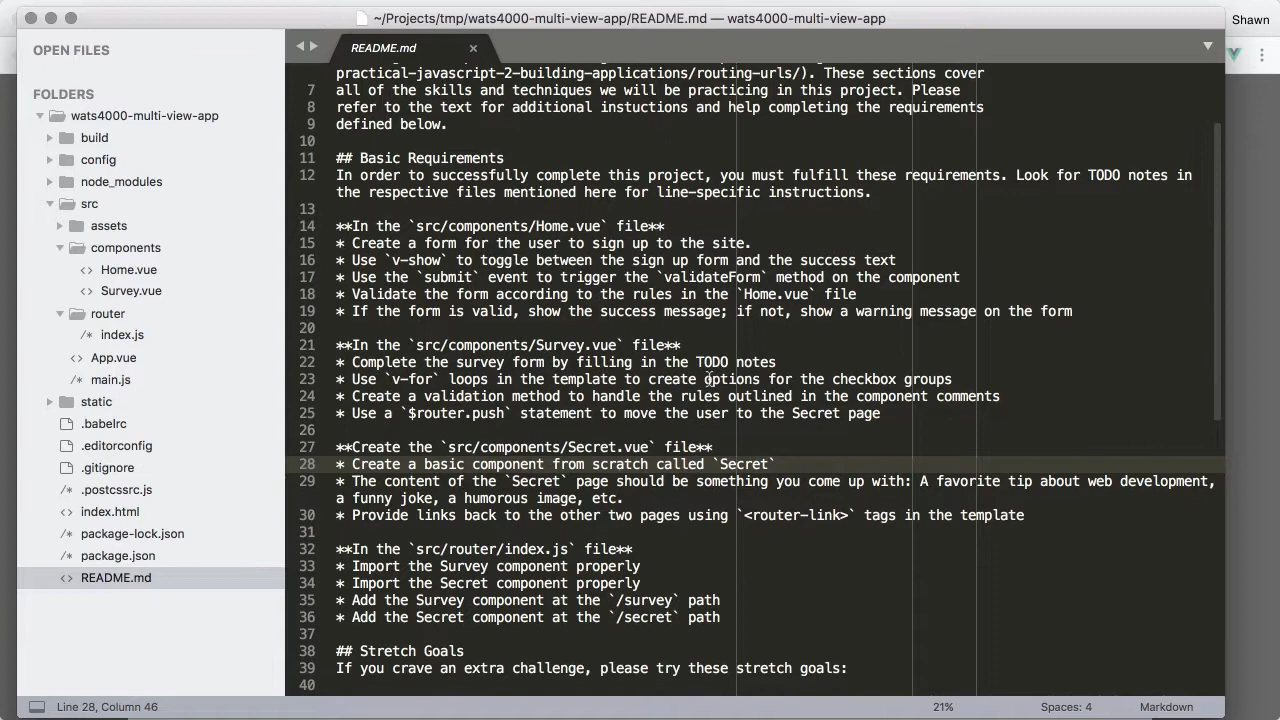 ~/Projects/tmp/wats4000-multi-view-app/README.md — wats4000-multi-view-app
Shawn
OPEN FILES
FOLDERS
wats4000-multi-view-app
build
config
node_modules
src
assets
components
Home.vue
Survey.vue
router
index.js
App.vue
main.js
static
.babelrc
.editorconfig
.gitignore
.postcssrc.js
index.html
package-lock.json
package.json
README.md
README.md
practical-javascript-2-building-applications/routing-urls/). These sections cover
7 all of the skills and techniques we will be practicing in this project. Please
8 refer to the text for additional instuctions and help completing the requirements
9 defined below.
10
11 ## Basic Requirements
12 In order to successfully complete this project, you must fulfill these requirements. Look for TODO notes in
the respective files mentioned here for line-specific instructions.
13
14 **In the `src/components/Home.vue` file**
15 * Create a form for the user to sign up to the site.
16 * Use `v-show` to toggle between the sign up form and the success text
17 * Use the `submit` event to trigger the `validateForm` method on the component
18 * Validate the form according to the rules in the `Home.vue` file
19 * If the form is valid, show the success message; if not, show a warning message on the form
20
21 **In the `src/components/Survey.vue` file**
22 * Complete the survey form by filling in the TODO notes
23 * Use `v-for` loops in the template to create options for the checkbox groups
24 * Create a validation method to handle the rules outlined in the component comments
25 * Use a `$router.push` statement to move the user to the Secret page
26
27 **Create the `src/components/Secret.vue` file**
28 * Create a basic component from scratch called `Secret`
29 * The content of the `Secret` page should be something you come up with: A favorite tip about web development,
a funny joke, a humorous image, etc.
30 * Provide links back to the other two pages using `<router-link>` tags in the template
31
32 **In the `src/router/index.js` file**
33 * Import the Survey component properly
34 * Import the Secret component properly
35 * Add the Survey component at the `/survey` path
36 * Add the Secret component at the `/secret` path
37
38 ## Stretch Goals
39 If you crave an extra challenge, please try these stretch goals:
40
Line 28, Column 46
21%
Spaces: 4
Markdown